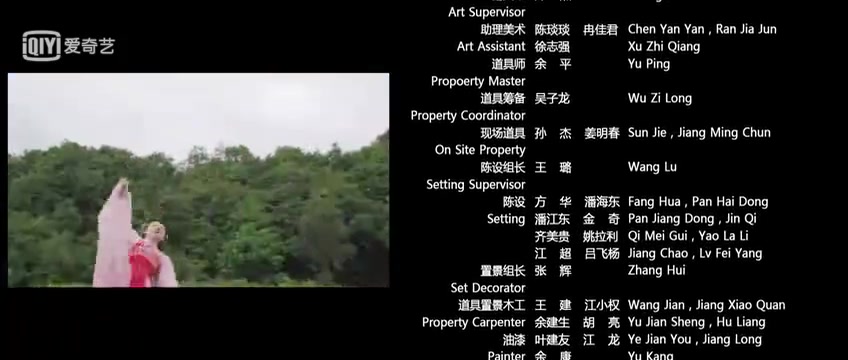 iQIYI 爱奇艺
Art Supervisor
助理美术 陈琰琰 冉佳君 Chen Yan Yan , Ran Jia Jun
Art Assistant 徐志强 Xu Zhi Qiang
道具师 余 平 Yu Ping
Propoerty Master
道具筹备 吴子龙 Wu Zi Long
Property Coordinator
现场道具 孙 杰 姜明春 Sun Jie , Jiang Ming Chun
On Site Property
陈设组长 王 璐 Wang Lu
Setting Supervisor
陈设 方 华 潘海东 Fang Hua , Pan Hai Dong
Setting 潘江东 金 奇 Pan Jiang Dong , Jin Qi
齐美贵 姚拉利 Qi Mei Gui , Yao La Li
江 超 吕飞杨 Jiang Chao , Lv Fei Yang
置景组长 张 辉 Zhang Hui
Set Decorator
道具置景木工 王 建 江小权 Wang Jian , Jiang Xiao Quan
Property Carpenter 余建生 胡 亮 Yu Jian Sheng , Hu Liang
油漆 叶建友 江 龙 Ye Jian You , Jiang Long
Painter 余 康 Yu Kang